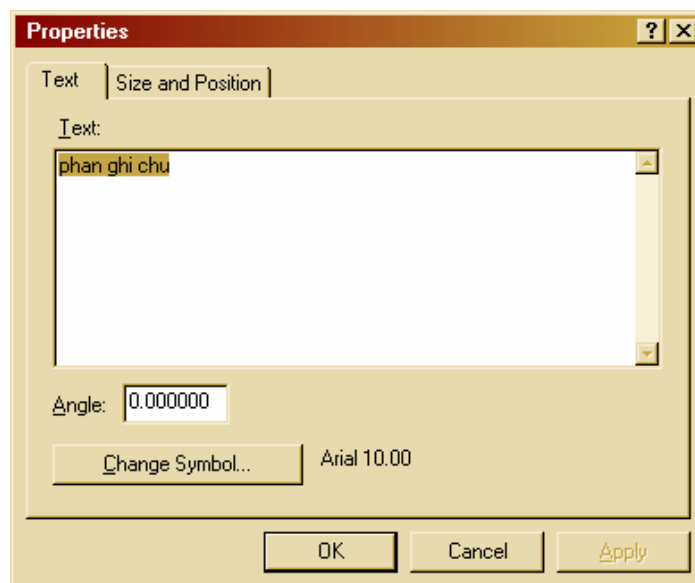 Properties
Text
Size and Position
Text:
phan ghi chu
Angle: 0.000000
Change Symbol... Arial 10.00
OK Cancel Apply